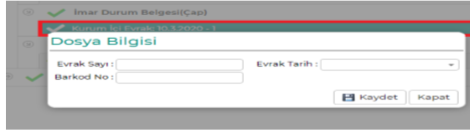 İmar Durum Belgesi(Çap)
Kurum İçi Evrak: 10.3.2020 - 1
Dosya Bilgisi
Evrak Sayı : Evrak Tarih :
Barkod No :
Kaydet Kapat